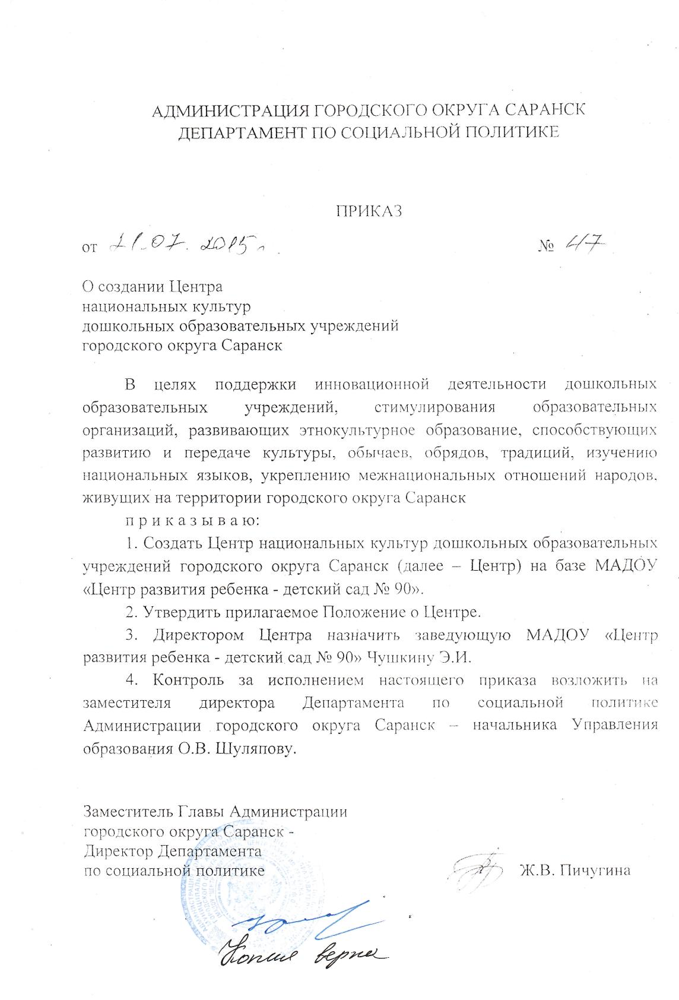 АДМИНИСТРАЦИЯ ГОРОДСКОГО ОКРУГА САРАНСК
ДЕПАРТАМЕНТ ПО СОЦИАЛЬНОЙ ПОЛИТИКЕ
ПРИКАЗ
от 21.07.2015г. № 47
О создании Центра
национальных культур
дошкольных образовательных учреждений
городского округа Саранск
В целях поддержки инновационной деятельности дошкольных
образовательных учреждений, стимулирования образовательных
организаций, развивающих этнокультурное образование, способствующих
развитию и передаче культуры, обычаев, обрядов, традиций, изучению
национальных языков, укреплению межнациональных отношений народов,
живущих на территории городского округа Саранск
п р и к а з ы в а ю:
1. Создать Центр национальных культур дошкольных образовательных
учреждений городского округа Саранск (далее – Центр) на базе МАДОУ
«Центр развития ребенка - детский сад № 90».
2. Утвердить прилагаемое Положение о Центре.
3. Директором Центра назначить заведующую МАДОУ «Центр
развития ребенка - детский сад № 90» Чушкину Э.И.
4. Контроль за исполнением настоящего приказа возложить на
заместителя директора Департамента по социальной политике
Администрации городского округа Саранск – начальника Управления
образования О.В. Шуляпову.
Заместитель Главы Администрации
городского округа Саранск -
Директор Департамента
по социальной политике Ж.В. Пичугина
Копия верна